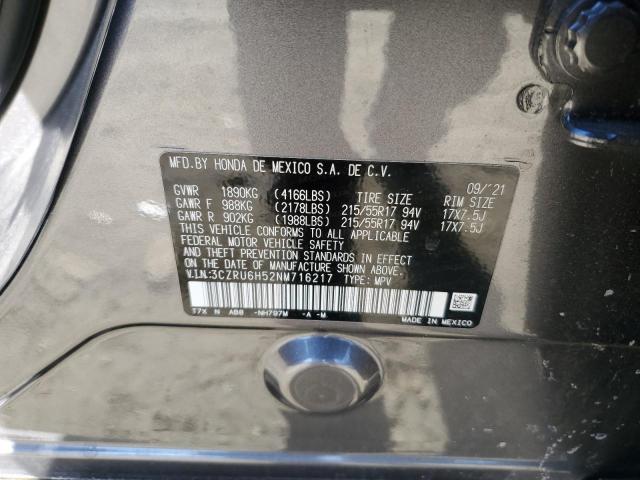 MFD. BY HONDA DE MEXICO S.A. DE C.V.
09/'21
GVWR 1890KG (4166LBS) TIRE SIZE RIM SIZE
GAWR F 988KG (2178LBS) 215/55R17 94V 17X7.5J
GAWR R 902KG (1988LBS) 215/55R17 94V 17X7.5J
THIS VEHICLE CONFORMS TO ALL APPLICABLE
FEDERAL MOTOR VEHICLE SAFETY
AND THEFT PREVENTION STANDARDS IN EFFECT ON
THE DATE OF MANUFACTURE SHOWN ABOVE.
V.I.N.:3CZRU6H52NM716217 TYPE: MPV
T7X N ABB -NH797M -A -M
MADE IN MEXICO